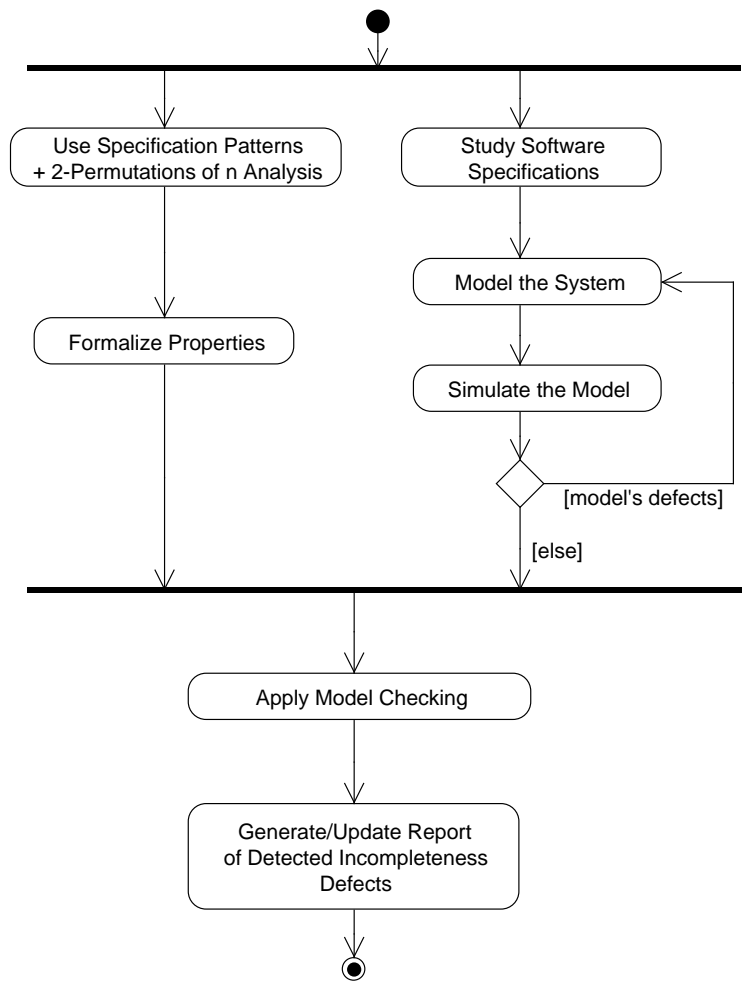 Use Specification Patterns
+ 2-Permutations of n Analysis
Study Software
Specifications
Model the System
Formalize Properties
Simulate the Model
[model's defects]
[else]
Apply Model Checking
Generate/Update Report
of Detected Incompleteness
Defects